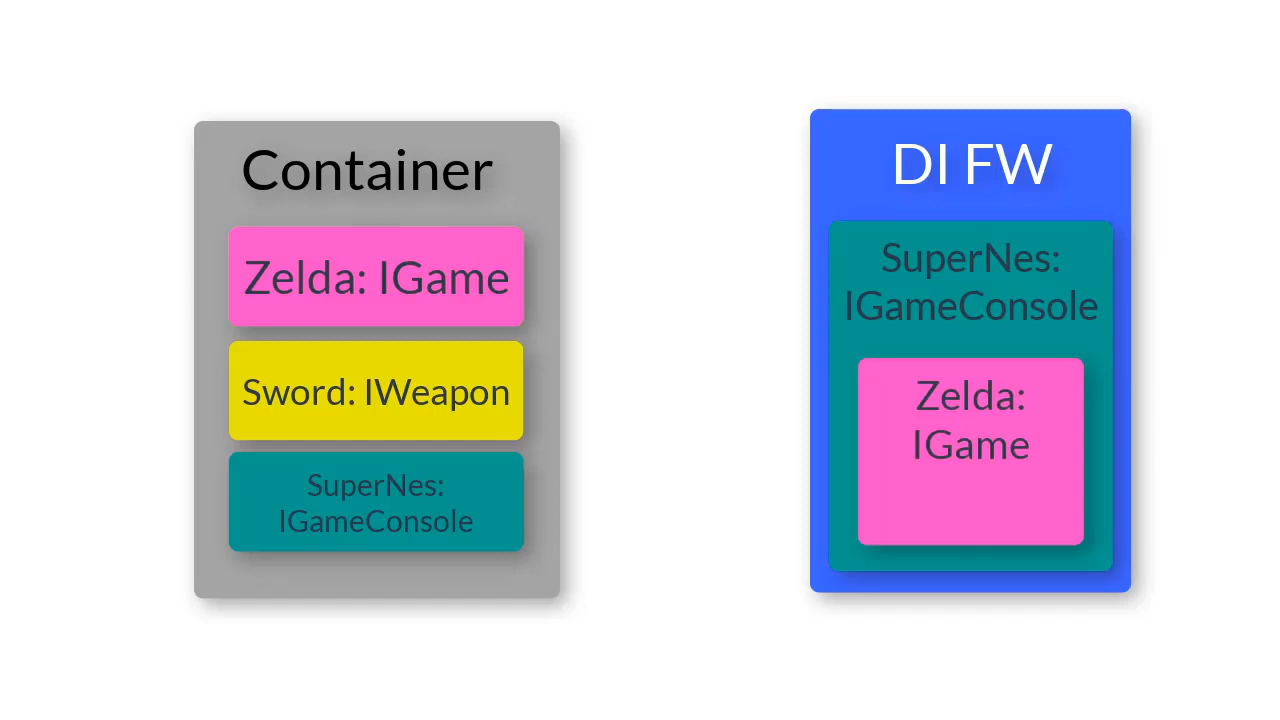 Container
Zelda: IGame
Sword: IWeapon
SuperNes:
IGameConsole
DI FW
SuperNes:
IGameConsole
Zelda:
IGame